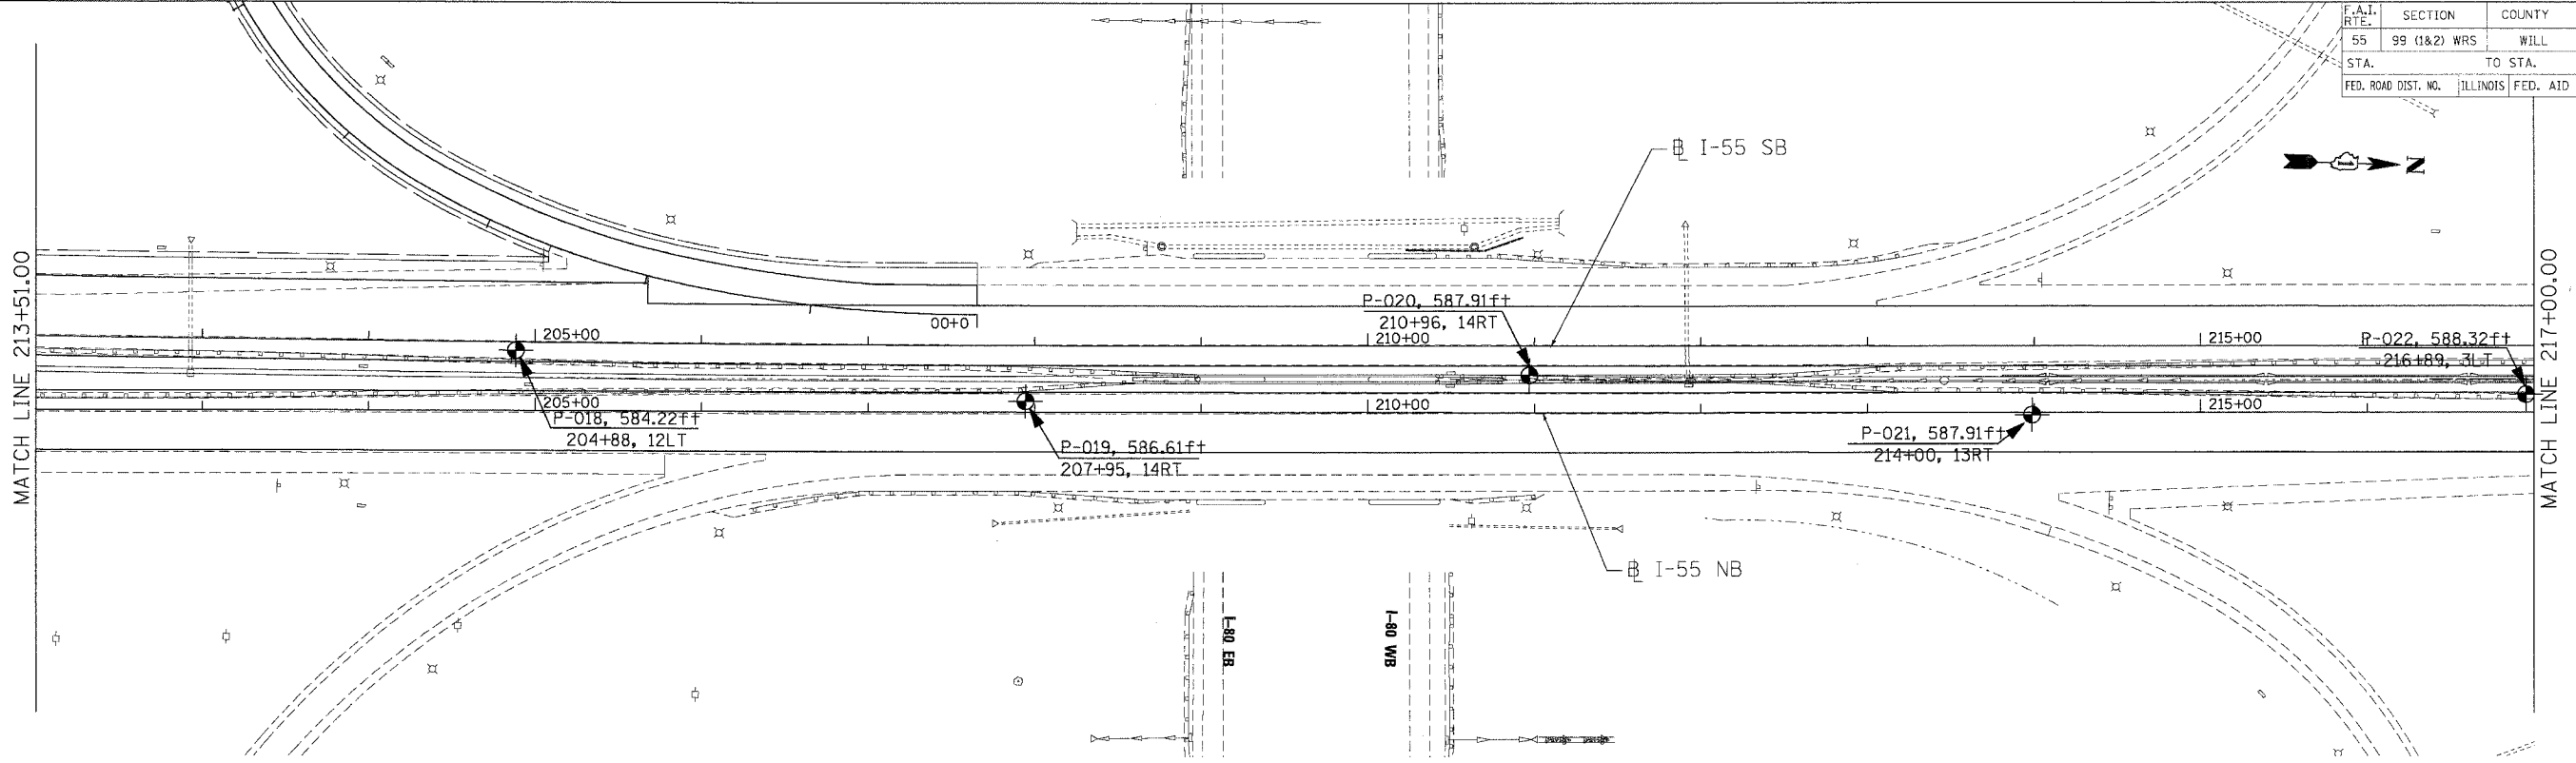 F.A.I. RTE. SECTION COUNTY
55 99 (1&2) WRS WILL
STA. TO STA.
FED. ROAD DIST. NO. ILLINOIS FED. AID
N
℄ I-55 SB
MATCH LINE 213+51.00
MATCH LINE 217+00.00
P-020, 587.91ft
210+96, 14RT
00+0
205+00
210+00
215+00
P-022, 588.32ft
216+89, 3LT
205+00
210+00
215+00
P-018, 584.22ft
204+88, 12LT
P-019, 586.61ft
207+95, 14RT
P-021, 587.91ft
214+00, 13RT
℄ I-55 NB
I-80 EB
I-80 WB